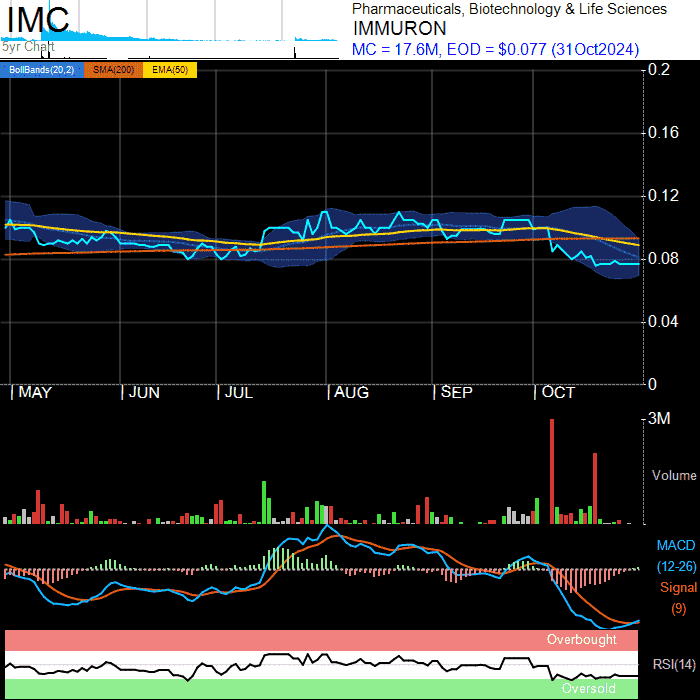 IMC
5yr Chart
Pharmaceuticals, Biotechnology & Life Sciences
IMMURON
MC = 17.6M, EOD = $0.077 (31Oct2024)
BollBands(20,2) SMA(200) EMA(50)
0.2
0.16
0.12
0.08
0.04
0
MAY JUN JUL AUG SEP OCT
3M
Volume
MACD
(12-26)
Signal
(9)
Overbought
RSI(14)
Oversold